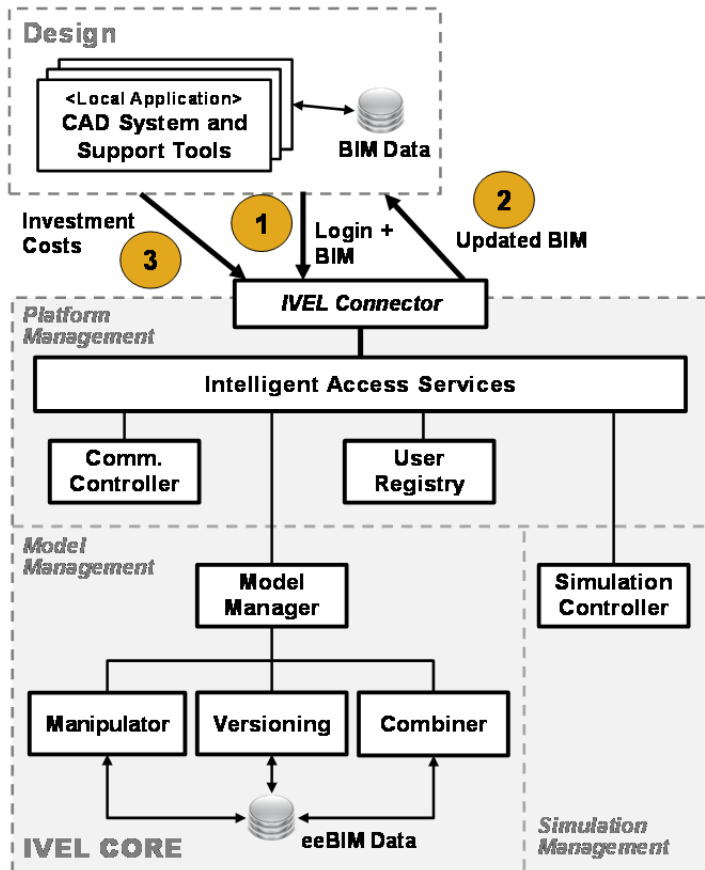 Design
<Local Application>
CAD System and
Support Tools
BIM Data
Investment
Costs
3
1
Login +
BIM
2
Updated BIM
IVEL Connector
Platform
Management
Intelligent Access Services
Comm.
Controller
User
Registry
Model
Management
Model
Manager
Simulation
Controller
Manipulator
Versioning
Combiner
eeBIM Data
IVEL CORE
Simulation
Management